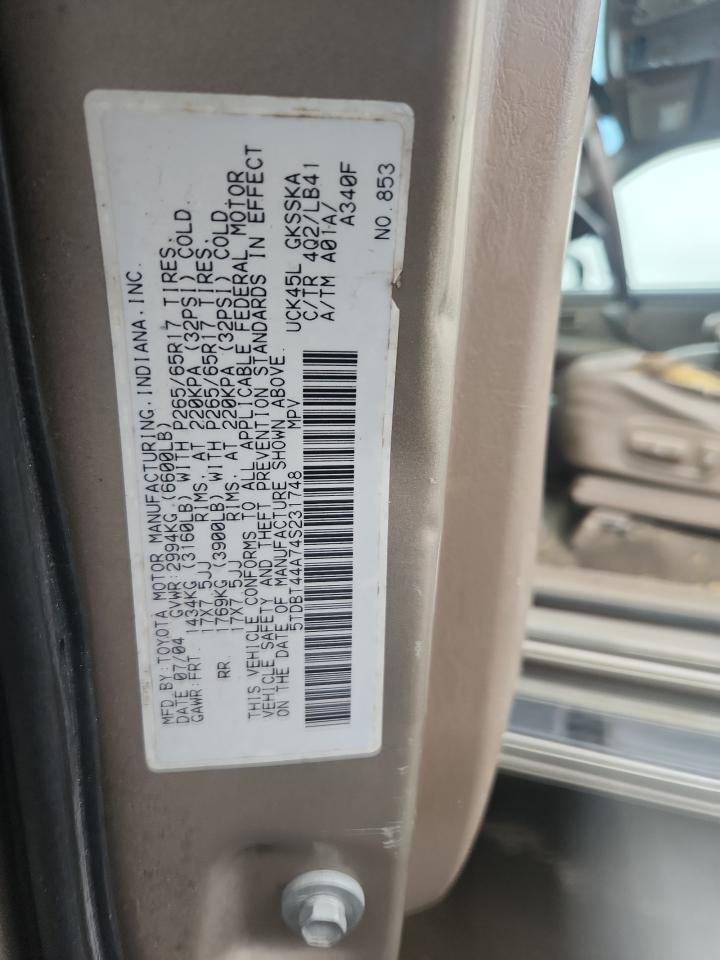 MFD BY:TOYOTA MOTOR MANUFACTURING.INDIANA.INC.
DATE 07/04 GVWR:2994KG (6600LB)
GAWR:FRT. 1434KG (3160LB) WITH P265/65R17 TIRES.
17X7.5JJ RIMS. AT 220KPA (32PSI) COLD.
RR. 1769KG (3900LB) WITH P265/65R17 TIRES.
17X7.5JJ RIMS. AT 220KPA (32PSI) COLD.
THIS VEHICLE CONFORMS TO ALL APPLICABLE FEDERAL MOTOR
VEHICLE SAFETY AND THEFT PREVENTION STANDARDS IN EFFECT
ON THE DATE OF MANUFACTURE SHOWN ABOVE.
5TDBT44A74S231748 MPV
UCK45L GKSSKA
C/TR 4Q2/LB41
A/TM A01A/
A340F
NO.853